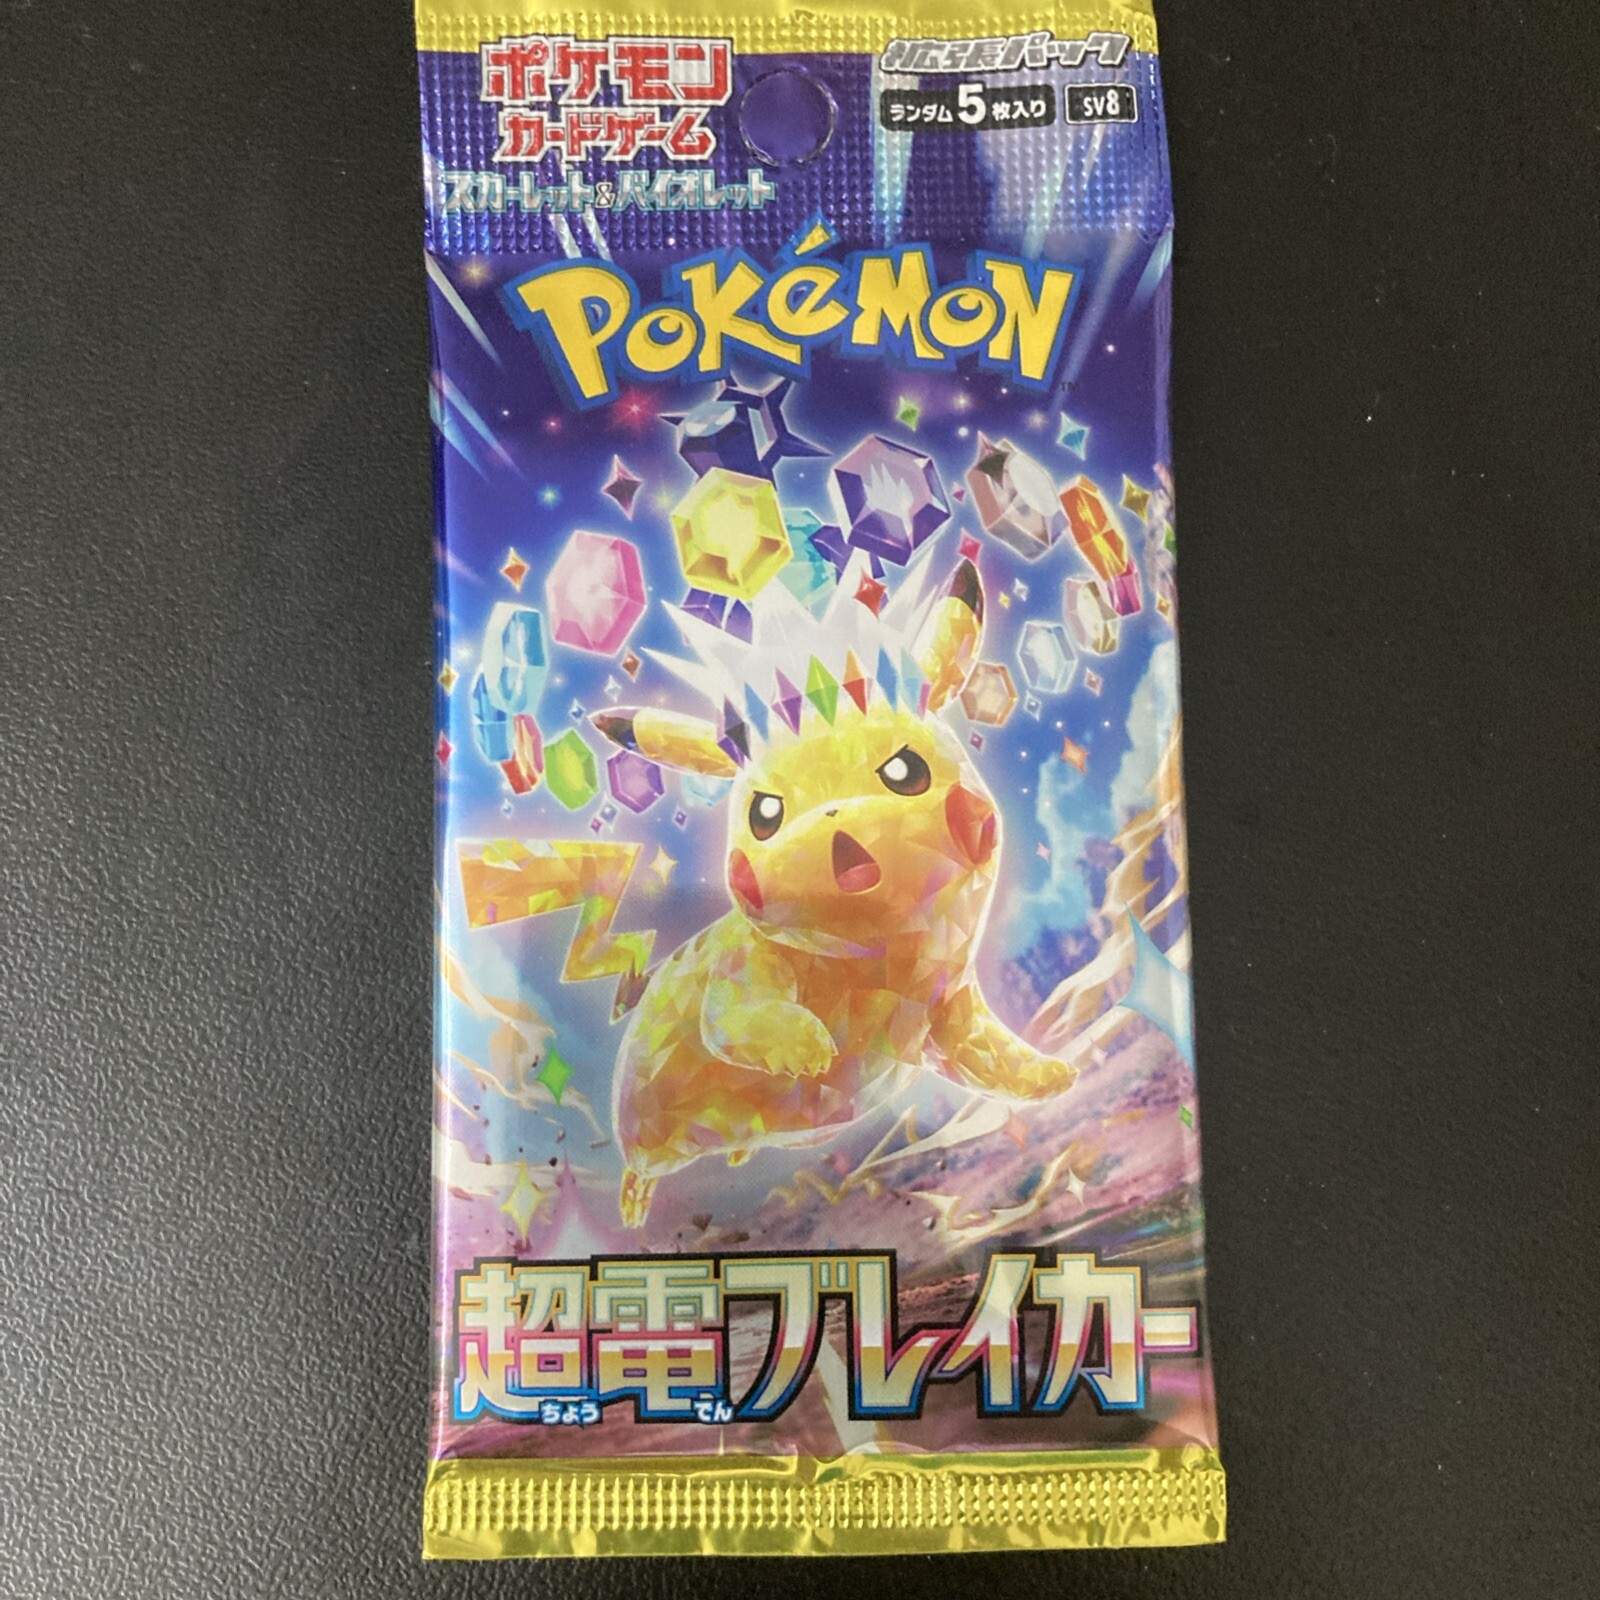 ポケモン
カードゲーム
スカーレット&バイオレット
拡張パック
ランダム5枚入り SV8
POKéMON
TM
超電ブレイカー
ちょう でん